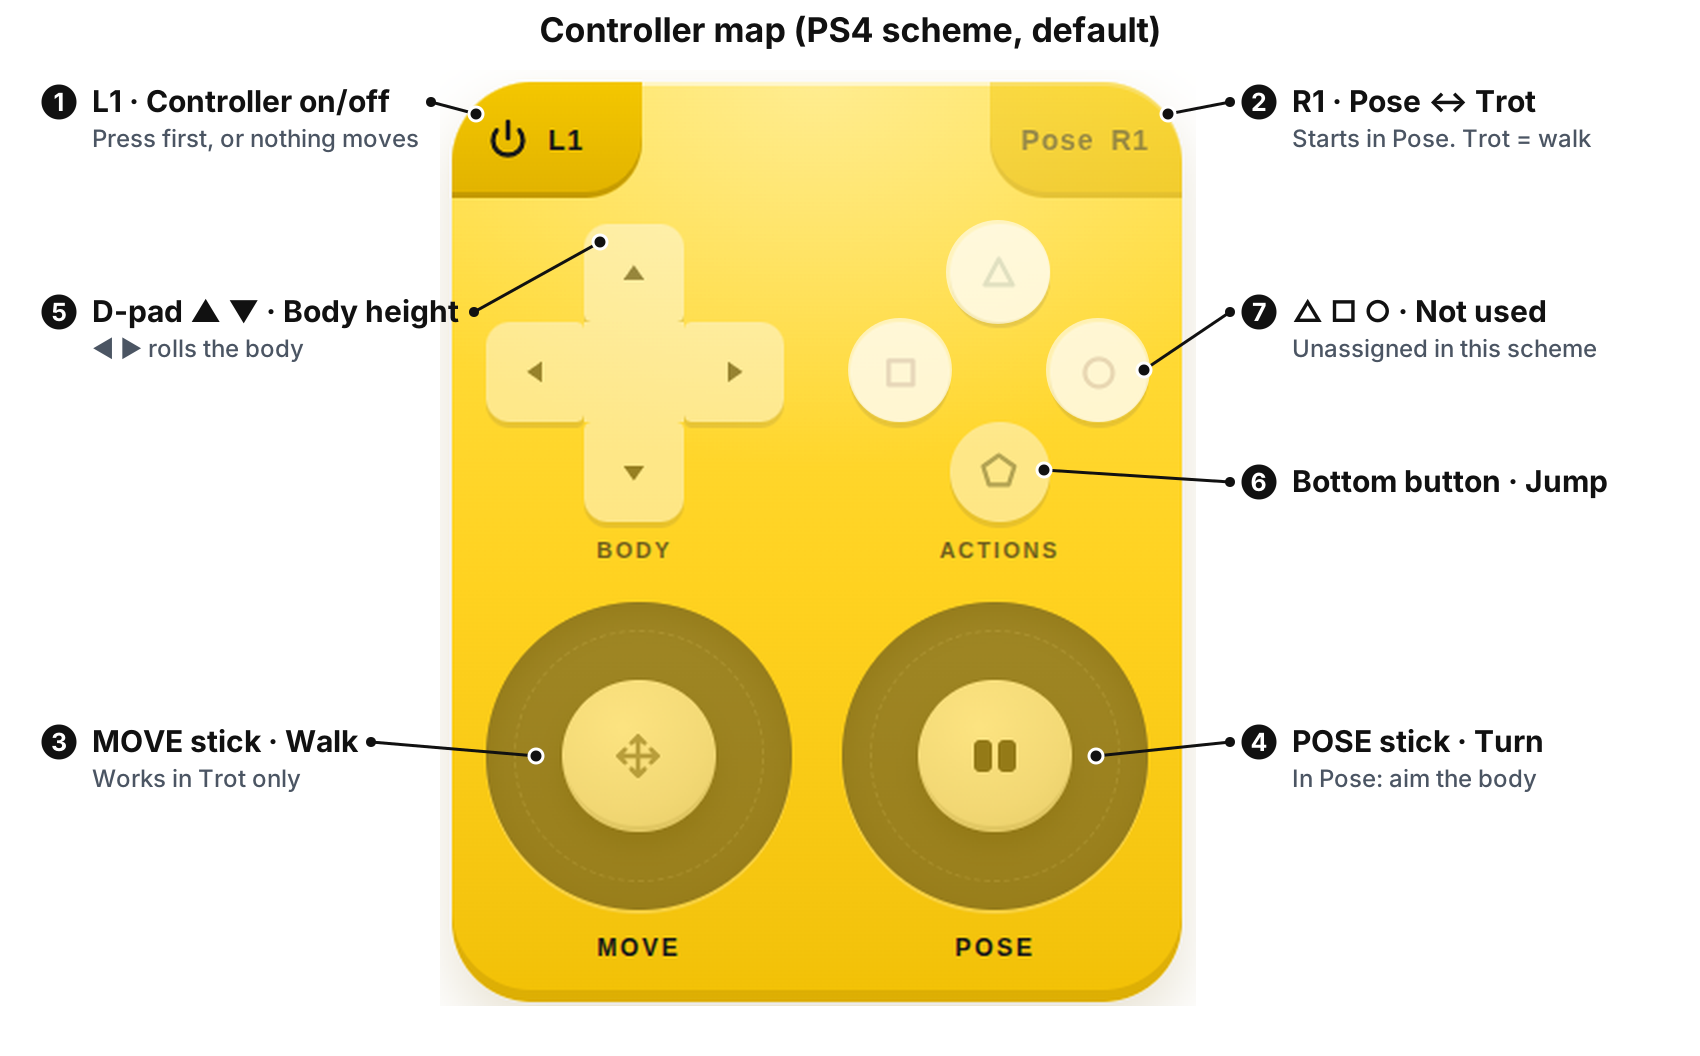 Controller map (PS4 scheme, default)
1 L1 · Controller on/off
Press first, or nothing moves
2 R1 · Pose ↔ Trot
Starts in Pose. Trot = walk
L1
Pose R1
5 D-pad ▲ ▼ · Body height
◀ ▶ rolls the body
7 △ □ ○ · Not used
Unassigned in this scheme
6 Bottom button · Jump
BODY
ACTIONS
3 MOVE stick · Walk
Works in Trot only
4 POSE stick · Turn
In Pose: aim the body
MOVE
POSE